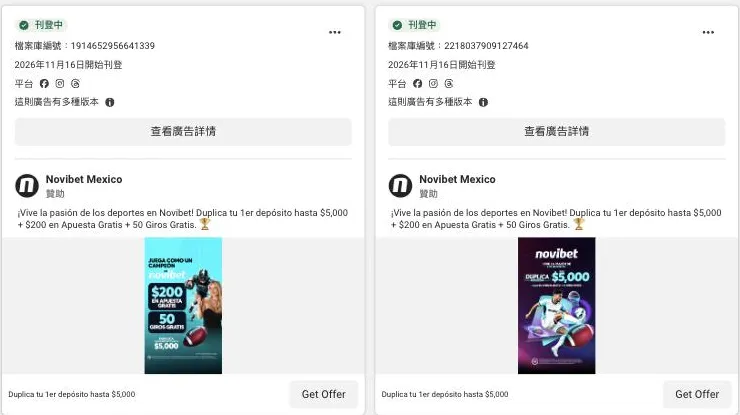 刊登中
檔案庫編號：1914652956641339
2026年11月16日開始刊登
平台
這則廣告有多種版本
查看廣告詳情
Novibet Mexico
贊助
¡Vive la pasión de los deportes en Novibet! Duplica tu 1er depósito hasta $5,000
+ $200 en Apuesta Gratis + 50 Giros Gratis. 🏆
JUEGA COMO UN
CAMPEÓN
novibet
$200
EN APUESTA
GRATIS
50
GIROS GRATIS
$5,000
Duplica tu 1er depósito hasta $5,000
Get Offer
刊登中
檔案庫編號：2218037909127464
2026年11月16日開始刊登
平台
這則廣告有多種版本
查看廣告詳情
Novibet Mexico
贊助
¡Vive la pasión de los deportes en Novibet! Duplica tu 1er depósito hasta $5,000
+ $200 en Apuesta Gratis + 50 Giros Gratis. 🏆
novibet
DUPLICA
$5,000
Duplica tu 1er depósito hasta $5,000
Get Offer